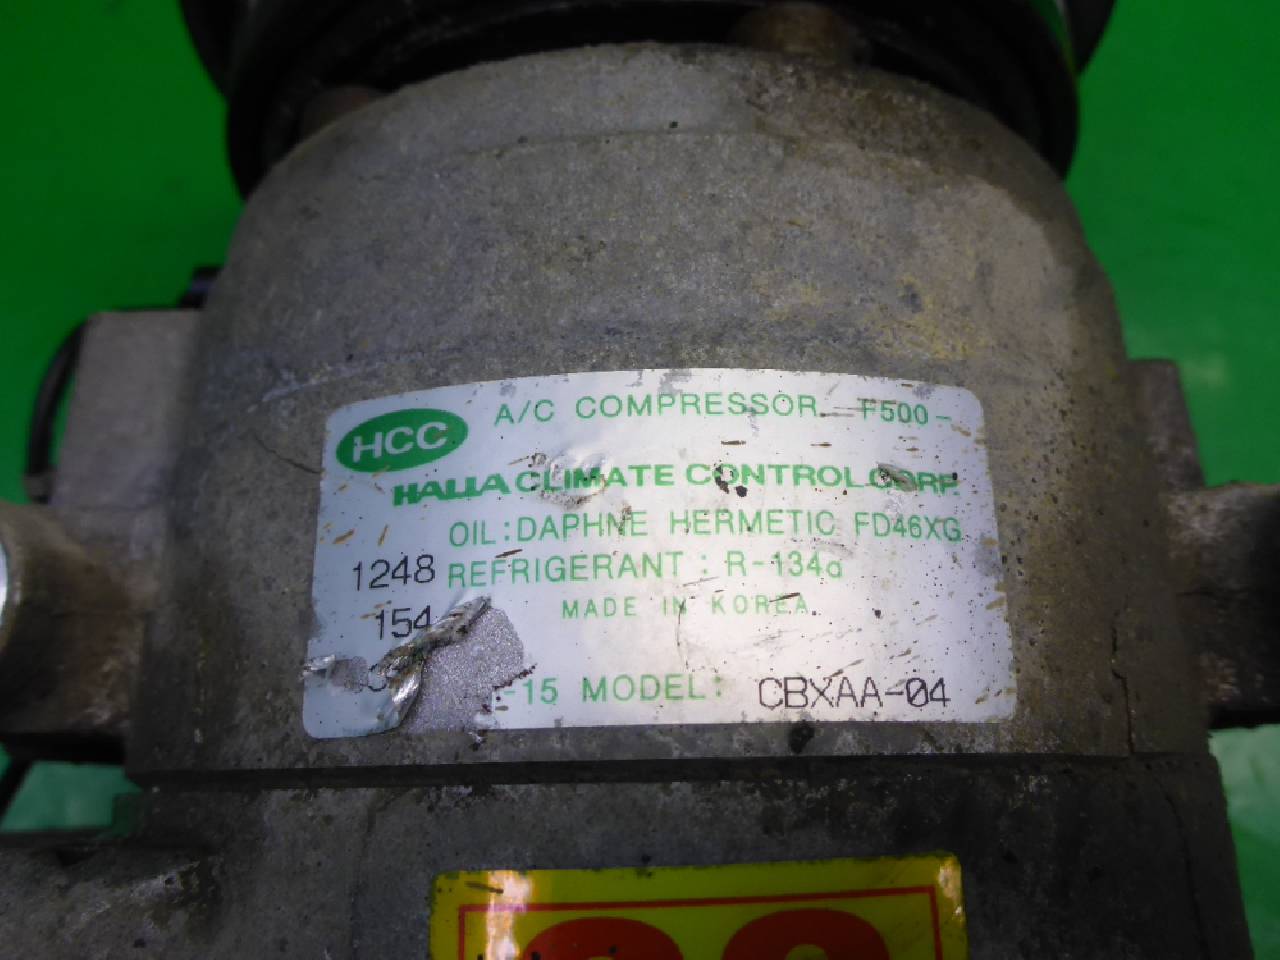 HCC
A/C COMPRESSOR F500-
HALLA CLIMATE CONTROL CORP.
OIL:DAPHNE HERMETIC FD46XG
1248 REFRIGERANT : R-134a
154
MADE IN KOREA
-15 MODEL: CBXAA-04